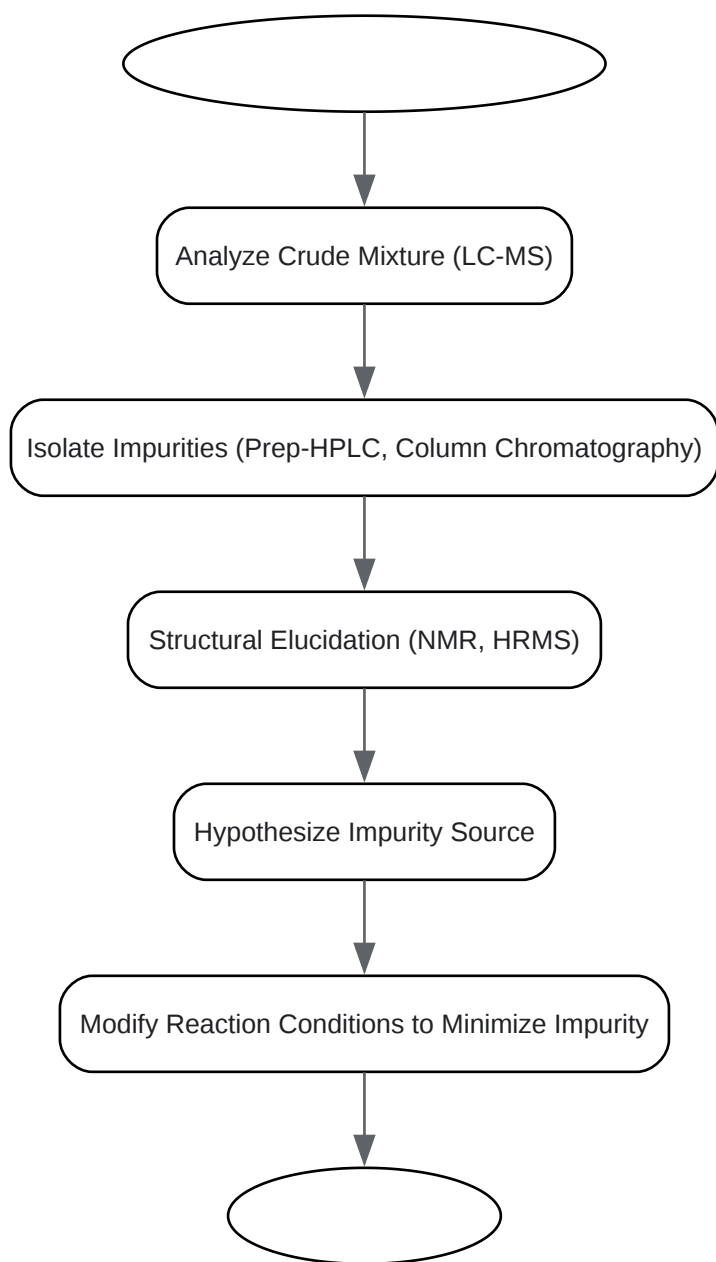 Analyze Crude Mixture (LC-MS)
Isolate Impurities (Prep-HPLC, Column Chromatography)
Structural Elucidation (NMR, HRMS)
Hypothesize Impurity Source
Modify Reaction Conditions to Minimize Impurity